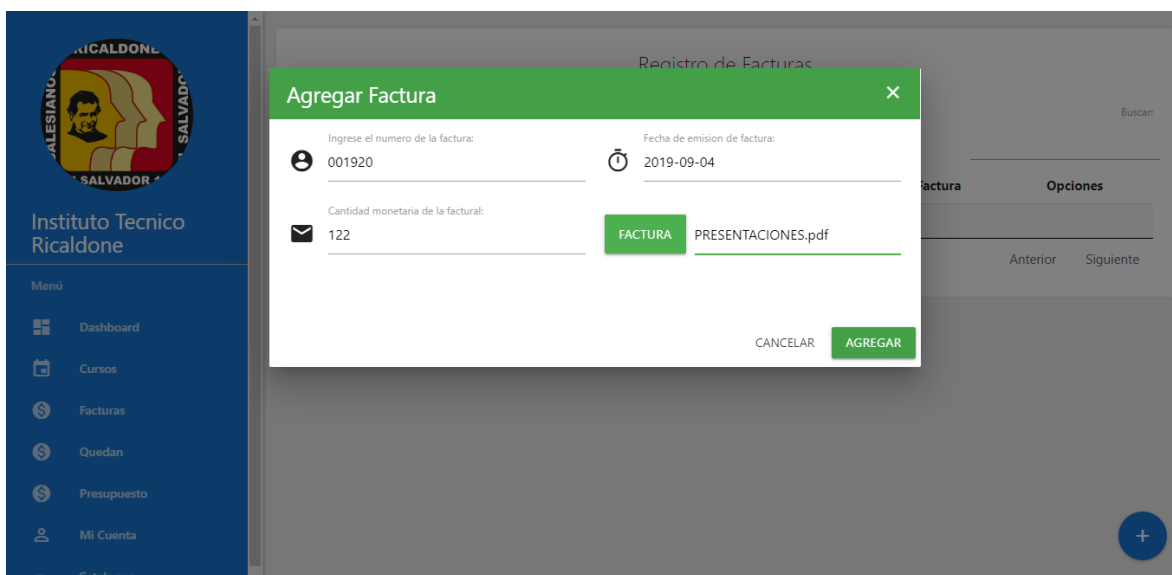 RICALDONE
SALESIANO
SALVADO
SALVADOR
Instituto Tecnico
Ricaldone
Menú
Dashboard
Cursos
Facturas
Quedan
Presupuesto
Mi Cuenta
Registro de Facturas
Buscar:
Factura
Opciones
Anterior
Siguiente
Agregar Factura
Ingrese el numero de la factura:
001920
Fecha de emision de factura:
2019-09-04
Cantidad monetaria de la factural:
122
FACTURA
PRESENTACIONES.pdf
CANCELAR
AGREGAR